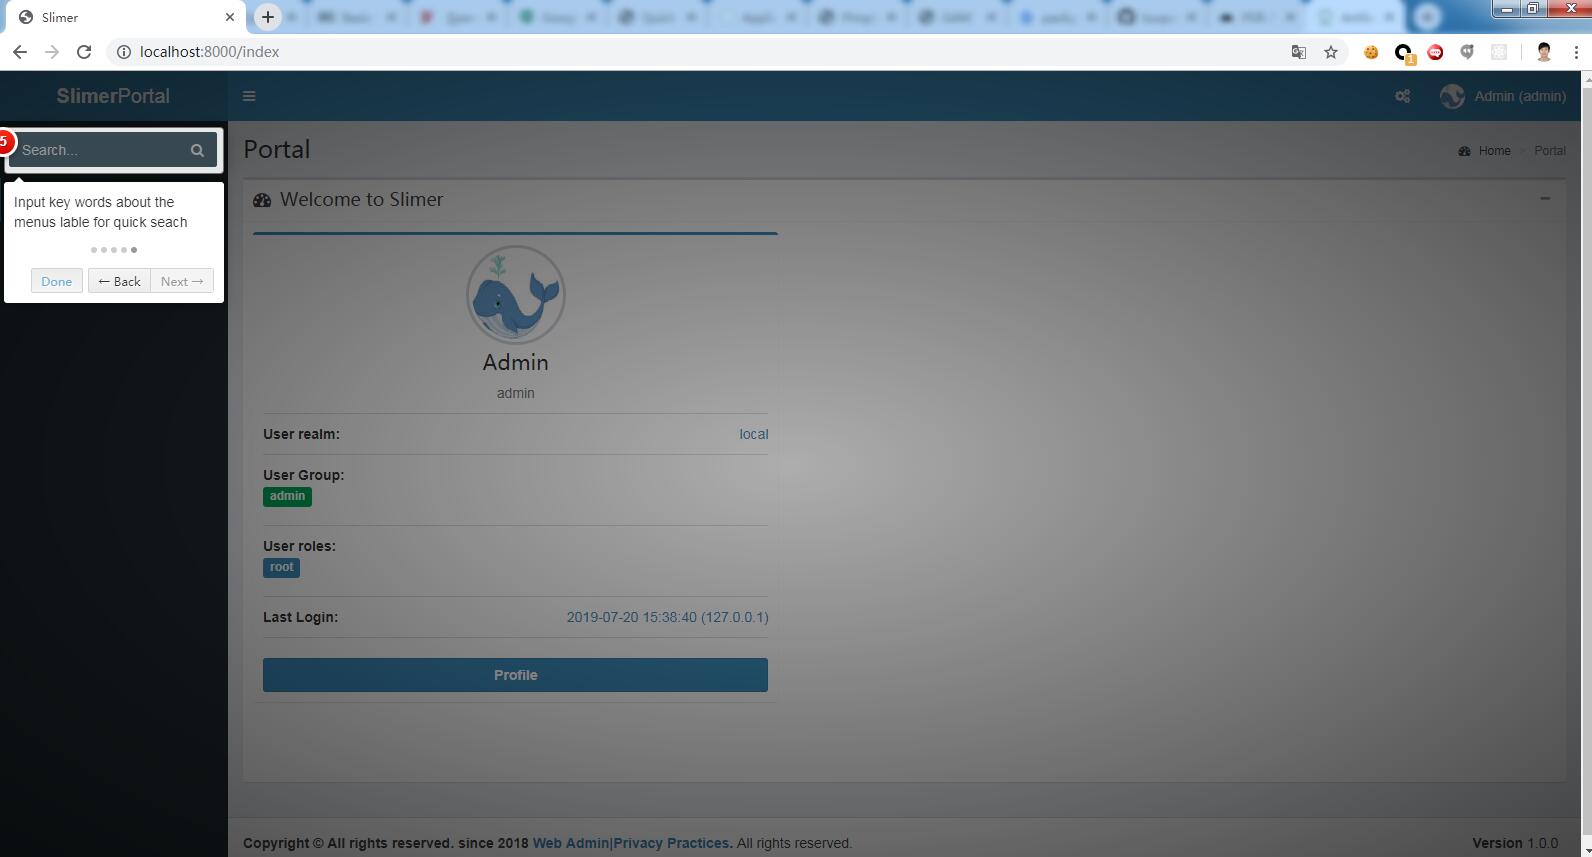 Slimer
localhost:8000/index
1
SlimerPortal
Admin (admin)
5
Search...
Portal
Home > Portal
Input key words about the
menus lable for quick seach
Done
← Back
Next →
Welcome to Slimer
Admin
admin
User realm:
local
User Group:
admin
User roles:
root
Last Login:
2019-07-20 15:38:40 (127.0.0.1)
Profile
Copyright © All rights reserved. since 2018 Web Admin|Privacy Practices. All rights reserved.
Version 1.0.0